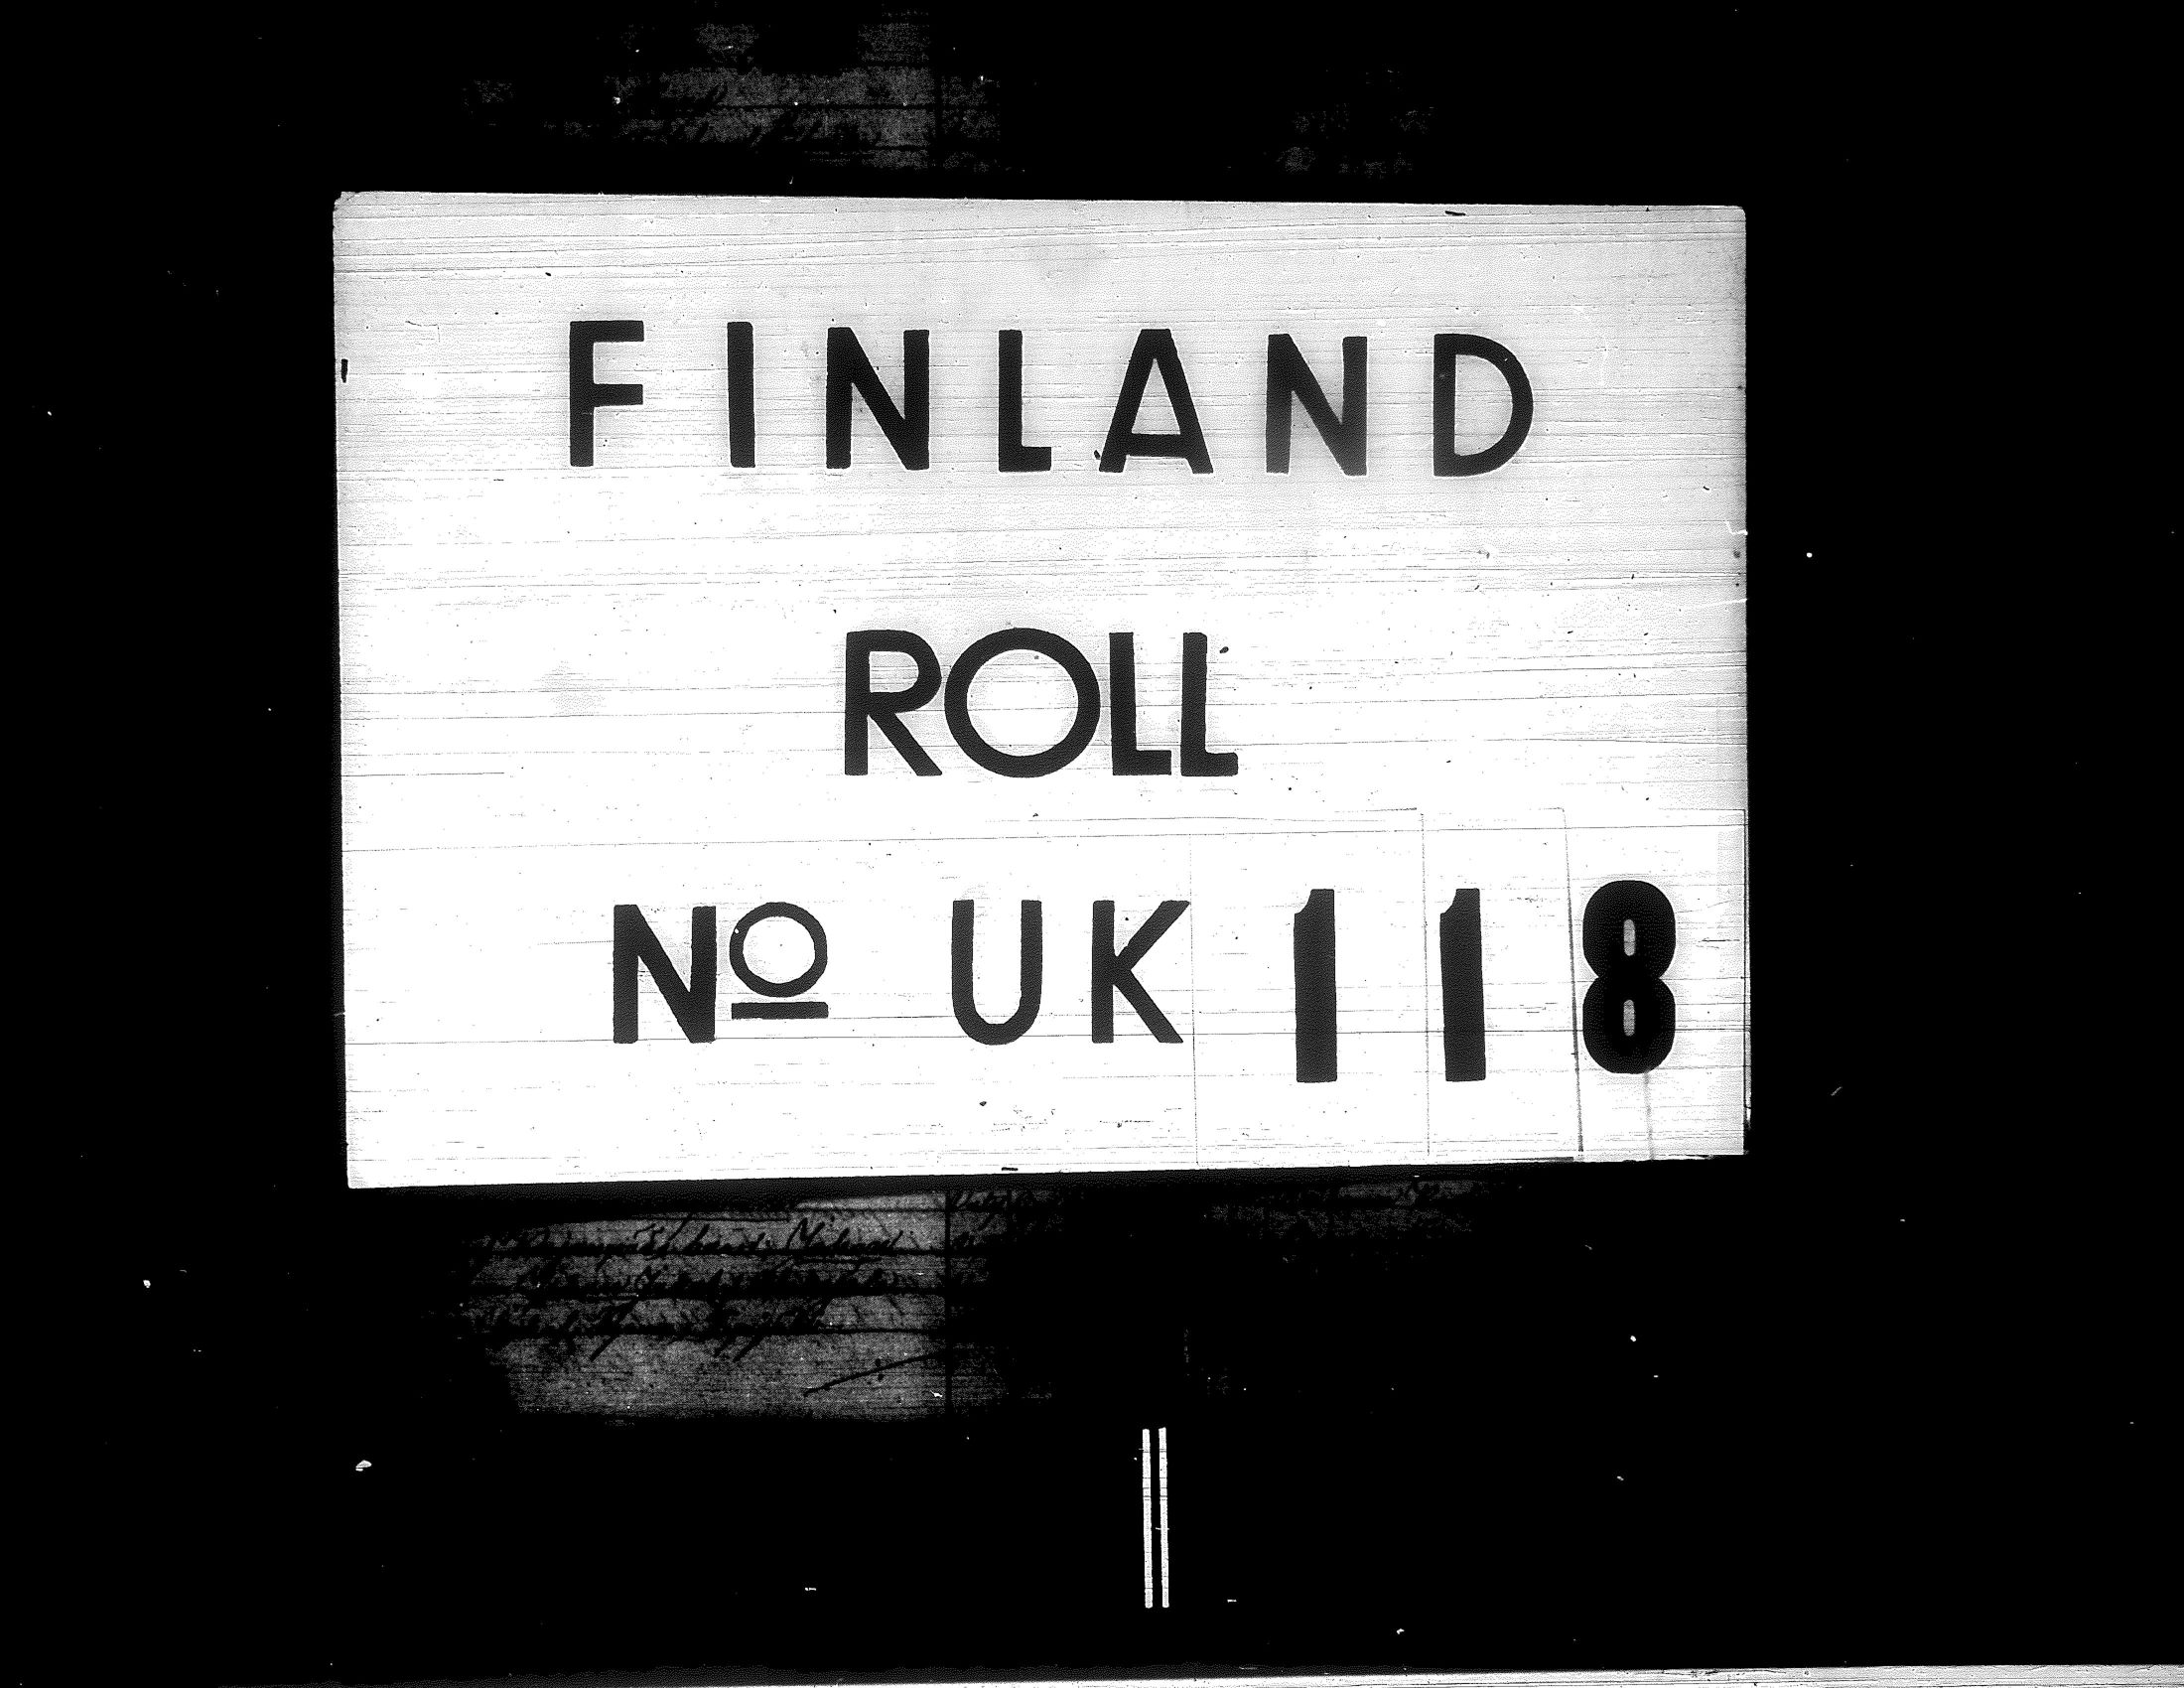 FINLAND
ROLL
Nº UK 118